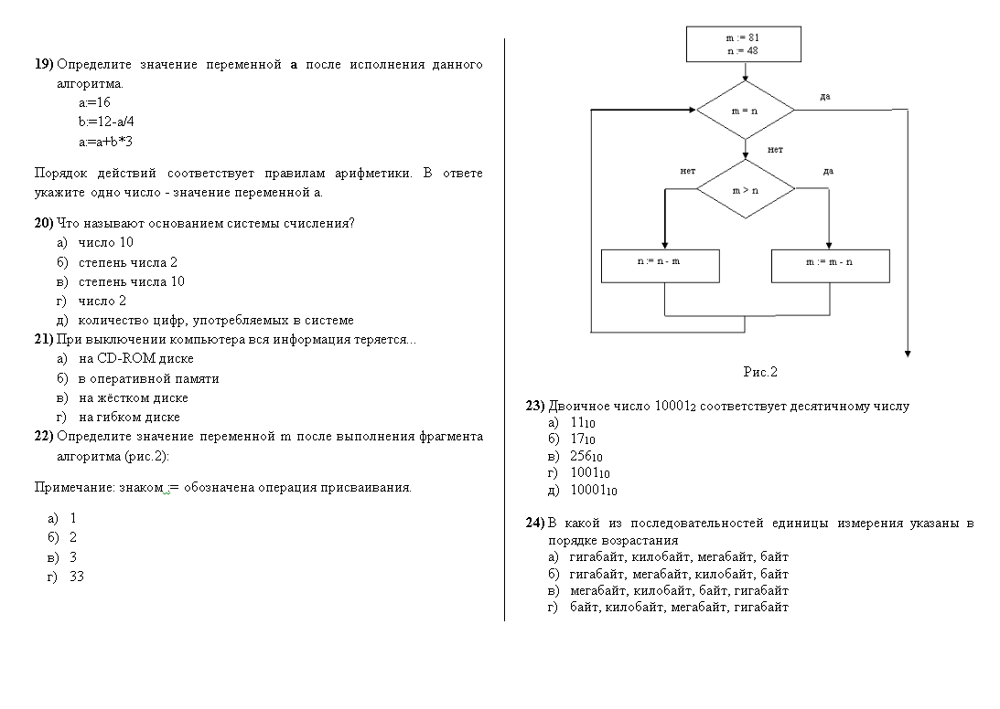 19) Определите значение переменной a после исполнения данного
алгоритма.
a:=16
b:=12-a/4
a:=a+b*3
Порядок действий соответствует правилам арифметики. В ответе
укажите одно число - значение переменной a.
20) Что называют основанием системы счисления?
а) число 10
б) степень числа 2
в) степень числа 10
г) число 2
д) количество цифр, употребляемых в системе
21) При выключении компьютера вся информация теряется...
а) на CD-ROM диске
б) в оперативной памяти
в) на жёстком диске
г) на гибком диске
22) Определите значение переменной m после выполнения фрагмента
алгоритма (рис.2):
Примечание: знаком := обозначена операция присваивания.
а) 1
б) 2
в) 3
г) 33
m := 81
n := 48
m = n
да
нет
m > n
нет
да
n := n - m
m := m - n
Рис.2
23) Двоичное число 10001₂ соответствует десятичному числу
а) 11₁₀
б) 17₁₀
в) 256₁₀
г) 1001₁₀
д) 10001₁₀
24) В какой из последовательностей единицы измерения указаны в
порядке возрастания
а) гигабайт, килобайт, мегабайт, байт
б) гигабайт, мегабайт, килобайт, байт
в) мегабайт, килобайт, байт, гигабайт
г) байт, килобайт, мегабайт, гигабайт